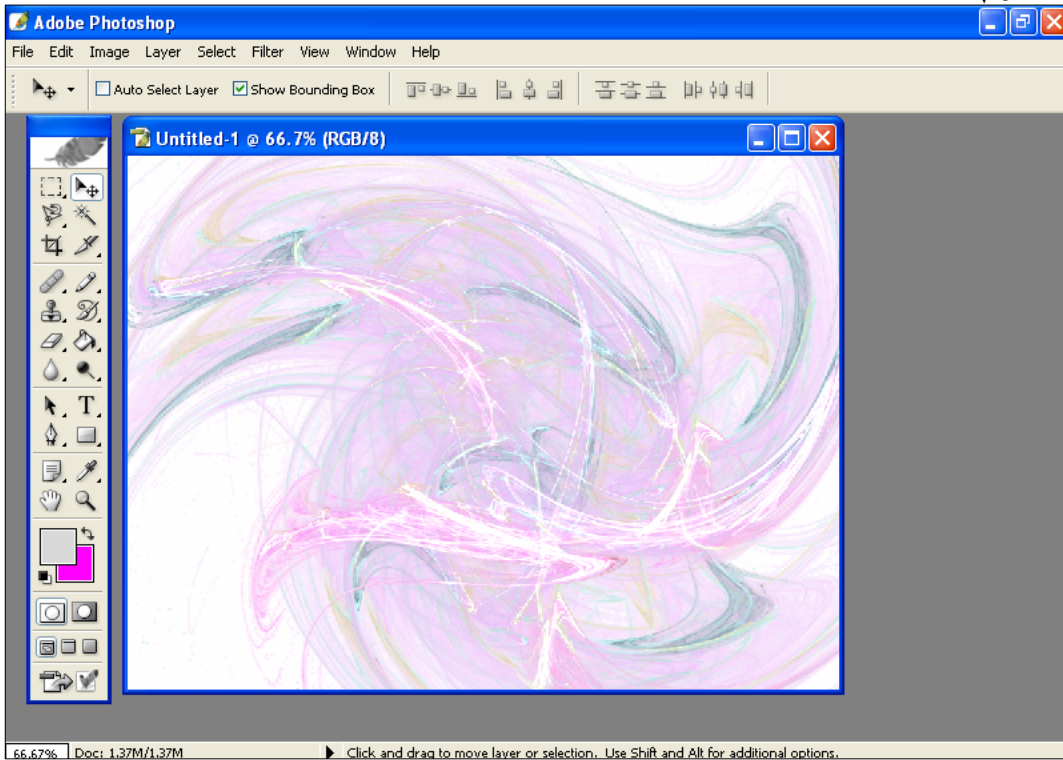 Adobe Photoshop
File Edit Image Layer Select Filter View Window Help
Auto Select Layer Show Bounding Box
Untitled-1 @ 66.7% (RGB/8)
T
66.67% Doc: 1.37M/1.37M Click and drag to move layer or selection. Use Shift and Alt for additional options.